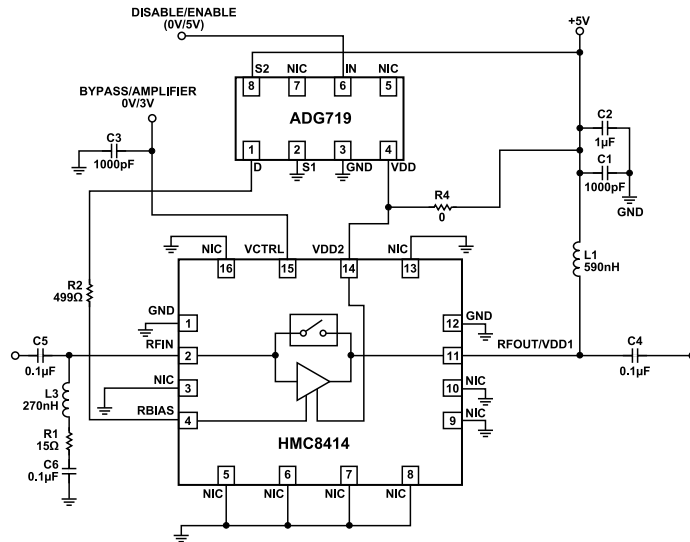 DISABLE/ENABLE
(0V/5V)
+5V
S2
NIC
IN
NIC
8
7
6
5
BYPASS/AMPLIFIER
0V/3V
ADG719
C2
1µF
C3
1000pF
1
2
3
4
D
S1
GND
VDD
C1
1000pF
R4
0
GND
NIC
VCTRL
VDD2
NIC
16
15
14
13
L1
590nH
R2
499Ω
GND
1
12
GND
C5
0.1µF
RFIN
2
11
RFOUT/VDD1
C4
0.1µF
NIC
3
10
NIC
L3
270nH
RBIAS
4
9
NIC
R1
15Ω
HMC8414
C6
0.1µF
5
6
7
8
NIC
NIC
NIC
NIC